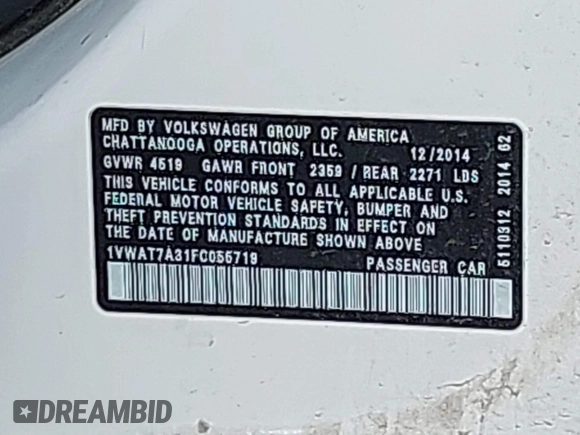 MFD BY VOLKSWAGEN GROUP OF AMERICA
CHATTANOOGA OPERATIONS, LLC. 12/2014
GVWR 4519 GAWR FRONT 2359 / REAR 2271 LBS
THIS VEHICLE CONFORMS TO ALL APPLICABLE U.S.
FEDERAL MOTOR VEHICLE SAFETY, BUMPER AND
THEFT PREVENTION STANDARDS IN EFFECT ON
THE DATE OF MANUFACTURE SHOWN ABOVE
1VWAT7A31FC055719 PASSENGER CAR
5110312 2014 02
DREAMBID